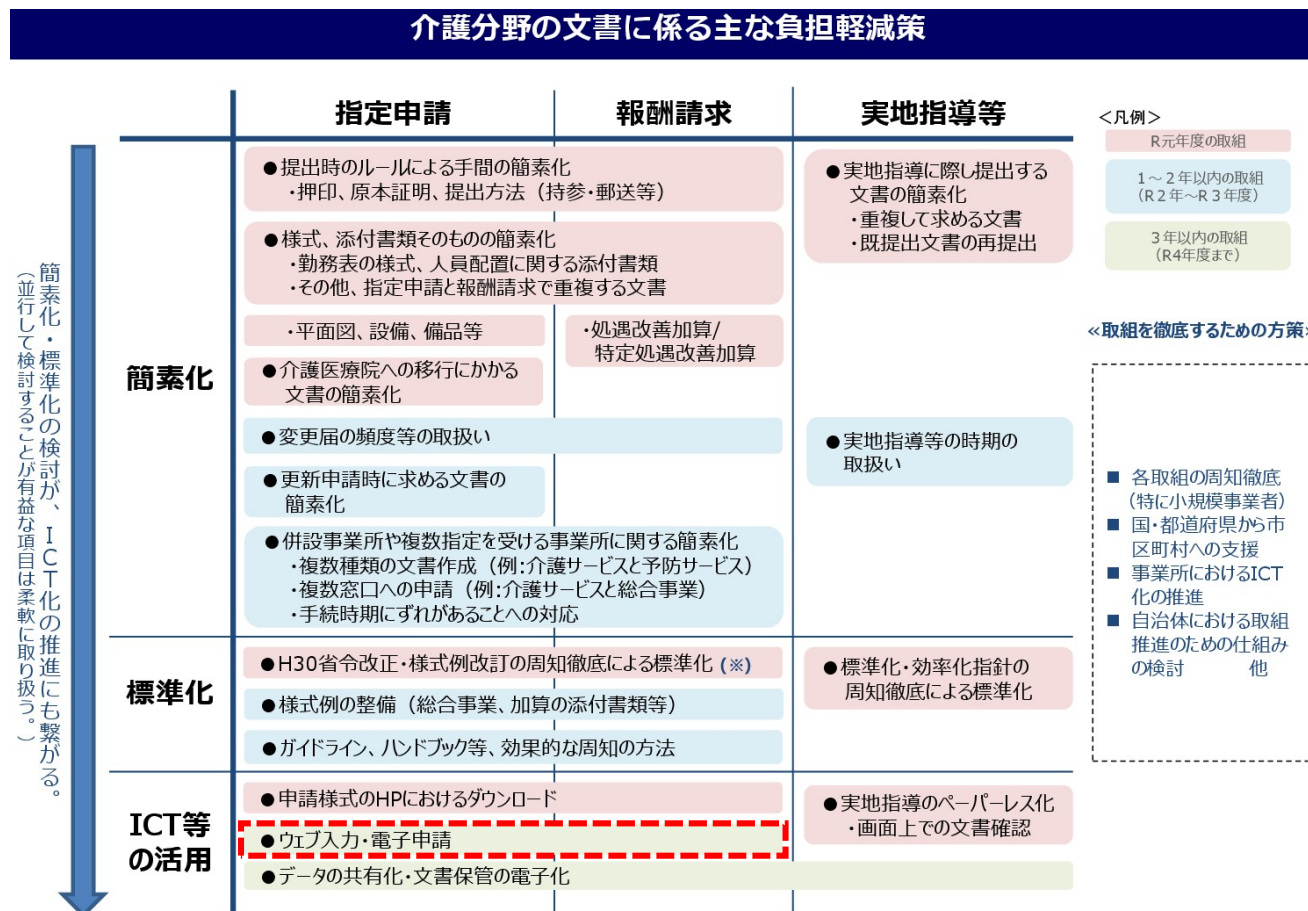 介護分野の文書に係る主な負担軽減策
指定申請
報酬請求
実地指導等
簡素化・標準化の検討が、ICT化の推進にも繋がる。
（並行して検討することが有益な項目は柔軟に取り扱う。）
簡素化
●提出時のルールによる手間の簡素化
・押印、原本証明、提出方法（持参・郵送等）
●様式、添付書類そのものの簡素化
・勤務表の様式、人員配置に関する添付書類
・その他、指定申請と報酬請求で重複する文書
・平面図、設備、備品等
・処遇改善加算/
特定処遇改善加算
●介護医療院への移行にかかる
文書の簡素化
●変更届の頻度等の取扱い
●更新申請時に求める文書の
簡素化
●併設事業所や複数指定を受ける事業所に関する簡素化
・複数種類の文書作成（例：介護サービスと予防サービス）
・複数窓口への申請（例：介護サービスと総合事業）
・手続時期にずれがあることへの対応
●実地指導に際し提出する
文書の簡素化
・重複して求める文書
・既提出文書の再提出
●実地指導等の時期の
取扱い
標準化
●H30省令改正・様式例改訂の周知徹底による標準化（※）
●様式例の整備（総合事業、加算の添付書類等）
●ガイドライン、ハンドブック等、効果的な周知の方法
●標準化・効率化指針の
周知徹底による標準化
ICT等
の活用
●申請様式のHPにおけるダウンロード
●ウェブ入力・電子申請
●データの共有化・文書保管の電子化
●実地指導のペーパーレス化
・画面上での文書確認
＜凡例＞
R元年度の取組
1～2年以内の取組
（R2年～R3年度）
3年以内の取組
（R4年度まで）
≪取組を徹底するための方策≫
■ 各取組の周知徹底
（特に小規模事業者）
■ 国・都道府県から市
区町村への支援
■ 事業所におけるICT
化の推進
■ 自治体における取組
推進のための仕組み
の検討　　他